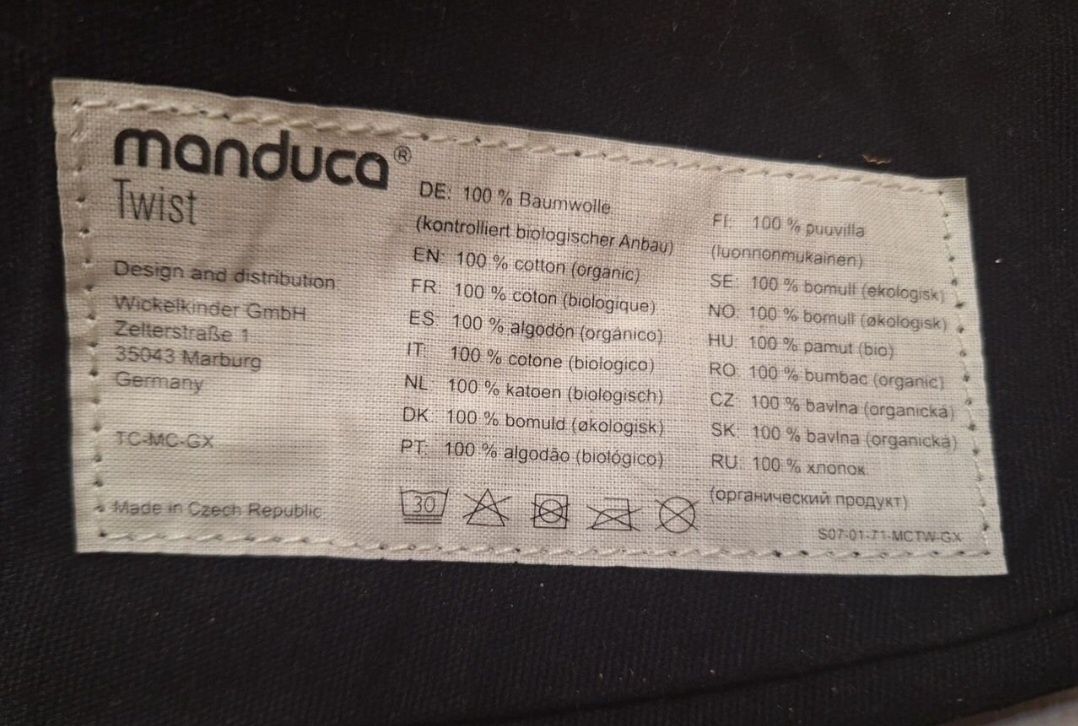 manduca®
Twist
Design and distribution
Wickelkinder GmbH
Zelterstraße 1
35043 Marburg
Germany
TC-MC-GX
Made in Czech Republic
DE: 100 % Baumwolle
(kontrolliert biologischer Anbau)
EN: 100 % cotton (organic)
FR: 100 % coton (biologique)
ES: 100 % algodón (orgánico)
IT: 100 % cotone (biologico)
NL: 100 % katoen (biologisch)
DK: 100 % bomuld (økologisk)
PT: 100 % algodão (biológico)
30
FI: 100 % puuvilla
(luonnonmukainen)
SE: 100 % bomull (ekologisk)
NO: 100 % bomull (økologisk)
HU: 100 % pamut (bio)
RO: 100 % bumbac (organic)
CZ: 100 % bavlna (organická)
SK: 100 % bavlna (organická)
RU: 100 % хлопок
(органический продукт)
S07-01-71-MCTW-GX